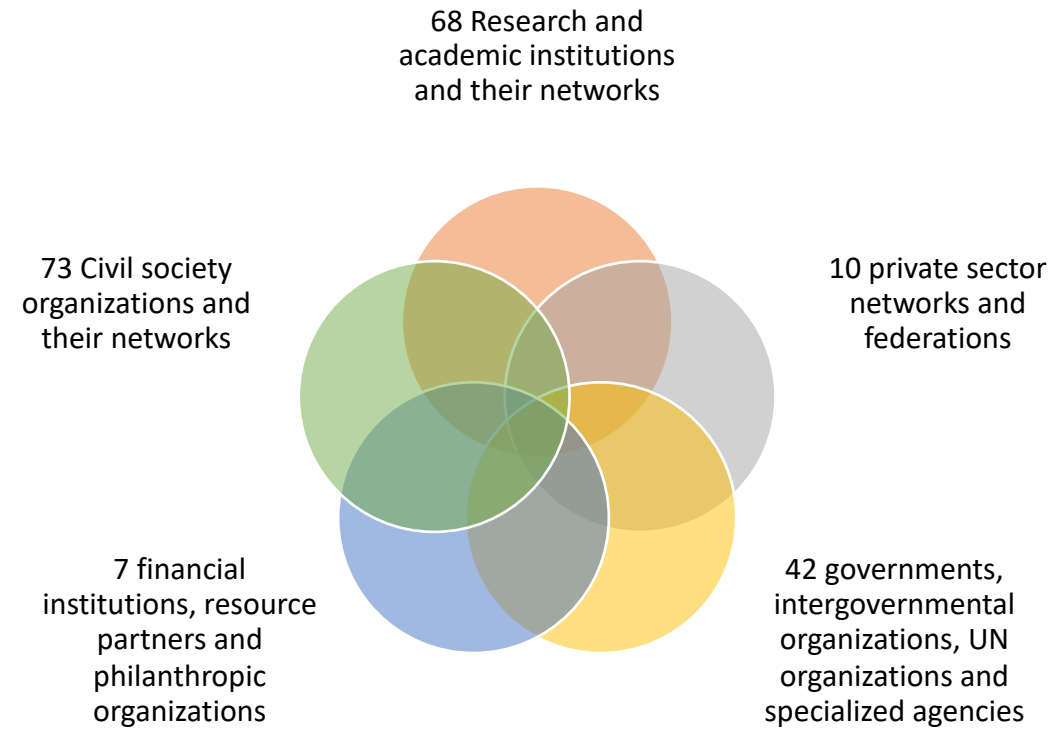 68 Research and
academic institutions
and their networks
73 Civil society
organizations and
their networks
10 private sector
networks and
federations
7 financial
institutions, resource
partners and
philanthropic
organizations
42 governments,
intergovernmental
organizations, UN
organizations and
specialized agencies